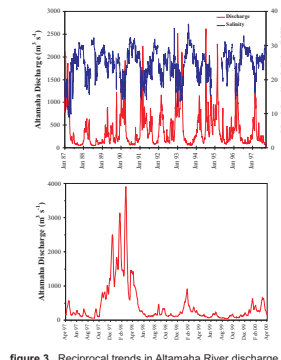 Discharge
Salinity
Altamaha Discharge (m³ s⁻¹)
3000
2500
2000
1500
1000
500
0
40
30
20
10
0
Jan 87
Jan 88
Jan 89
Jan 90
Jan 91
Jan 92
Jan 93
Jan 94
Jan 95
Jan 96
Jan 97
Altamaha Discharge (m³ s⁻¹)
4000
3000
2000
1000
0
Apr 97
Jun 97
Aug 97
Oct 97
Dec 97
Feb 98
Apr 98
Jun 98
Aug 98
Oct 98
Dec 98
Feb 99
Apr 99
Jun 99
Aug 99
Oct 99
Dec 99
Feb 00
Apr 00
figure 3. Reciprocal trends in Altamaha River discharge